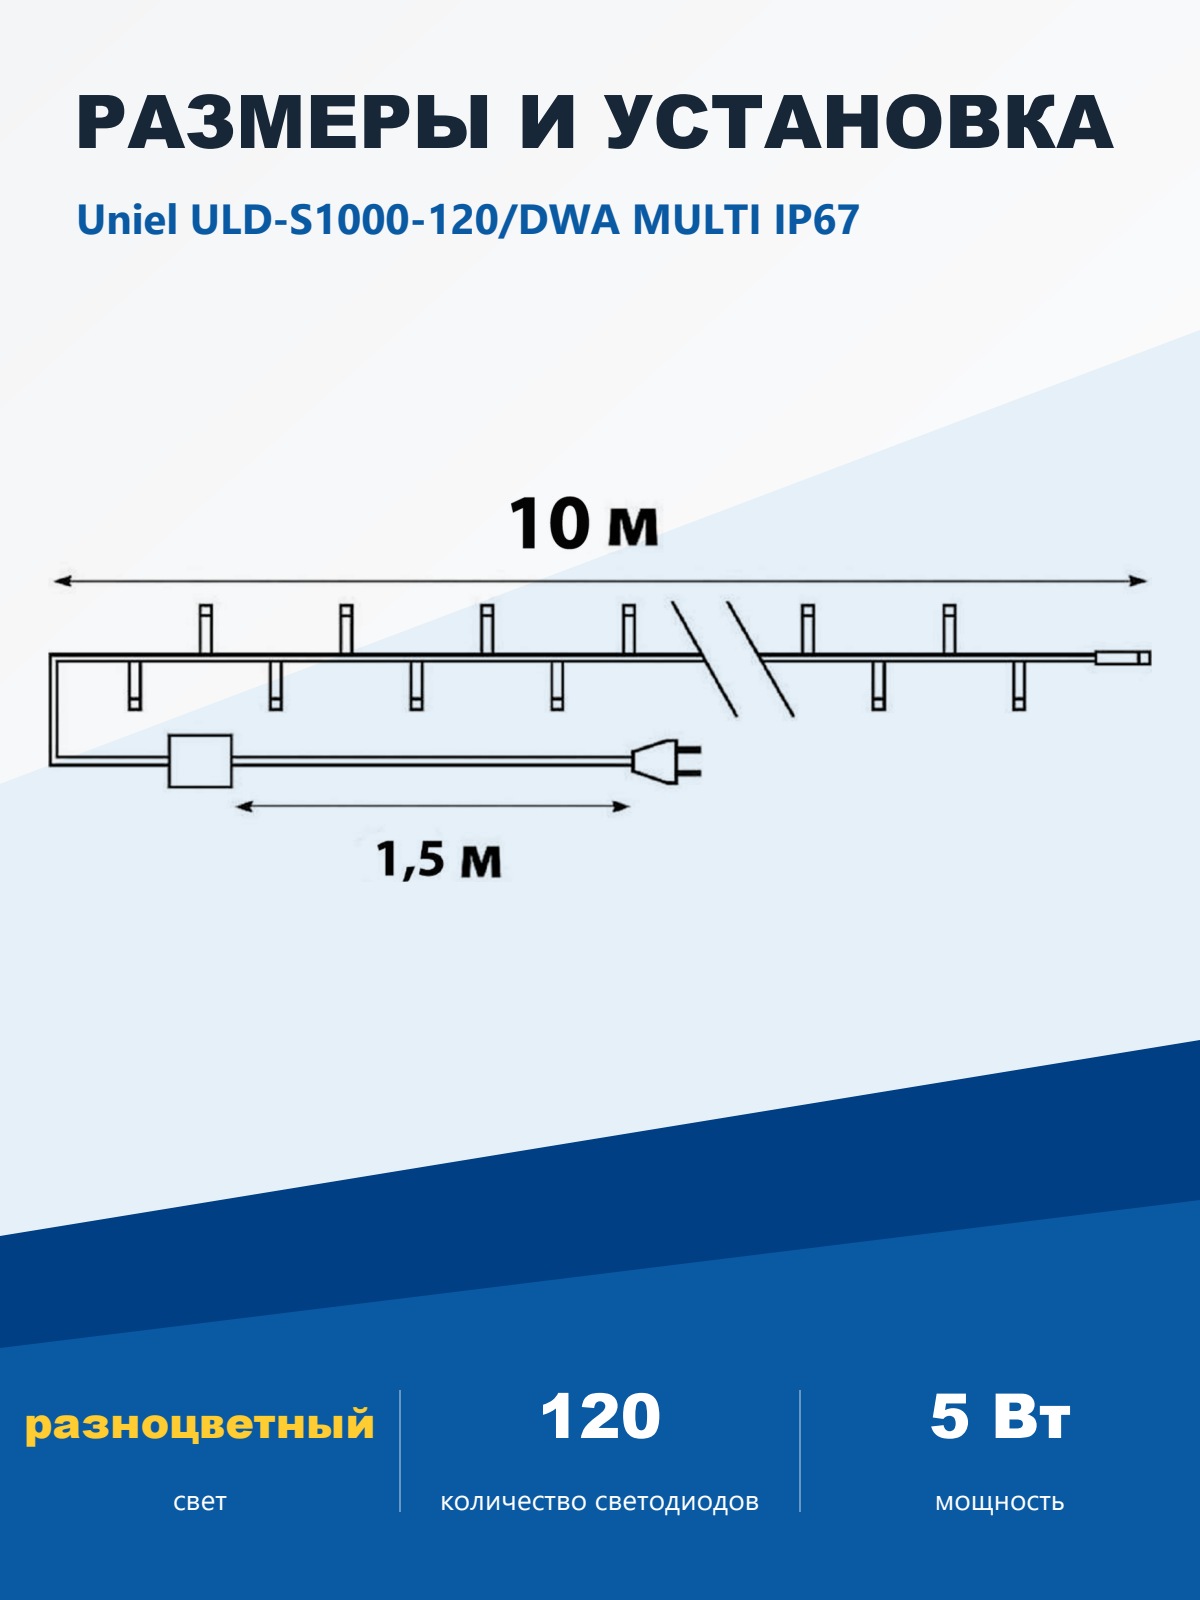 РАЗМЕРЫ И УСТАНОВКА
Uniel ULD-S1000-120/DWA MULTI IP67
10 м
1,5 м
разноцветный
свет
120
количество светодиодов
5 Вт
мощность